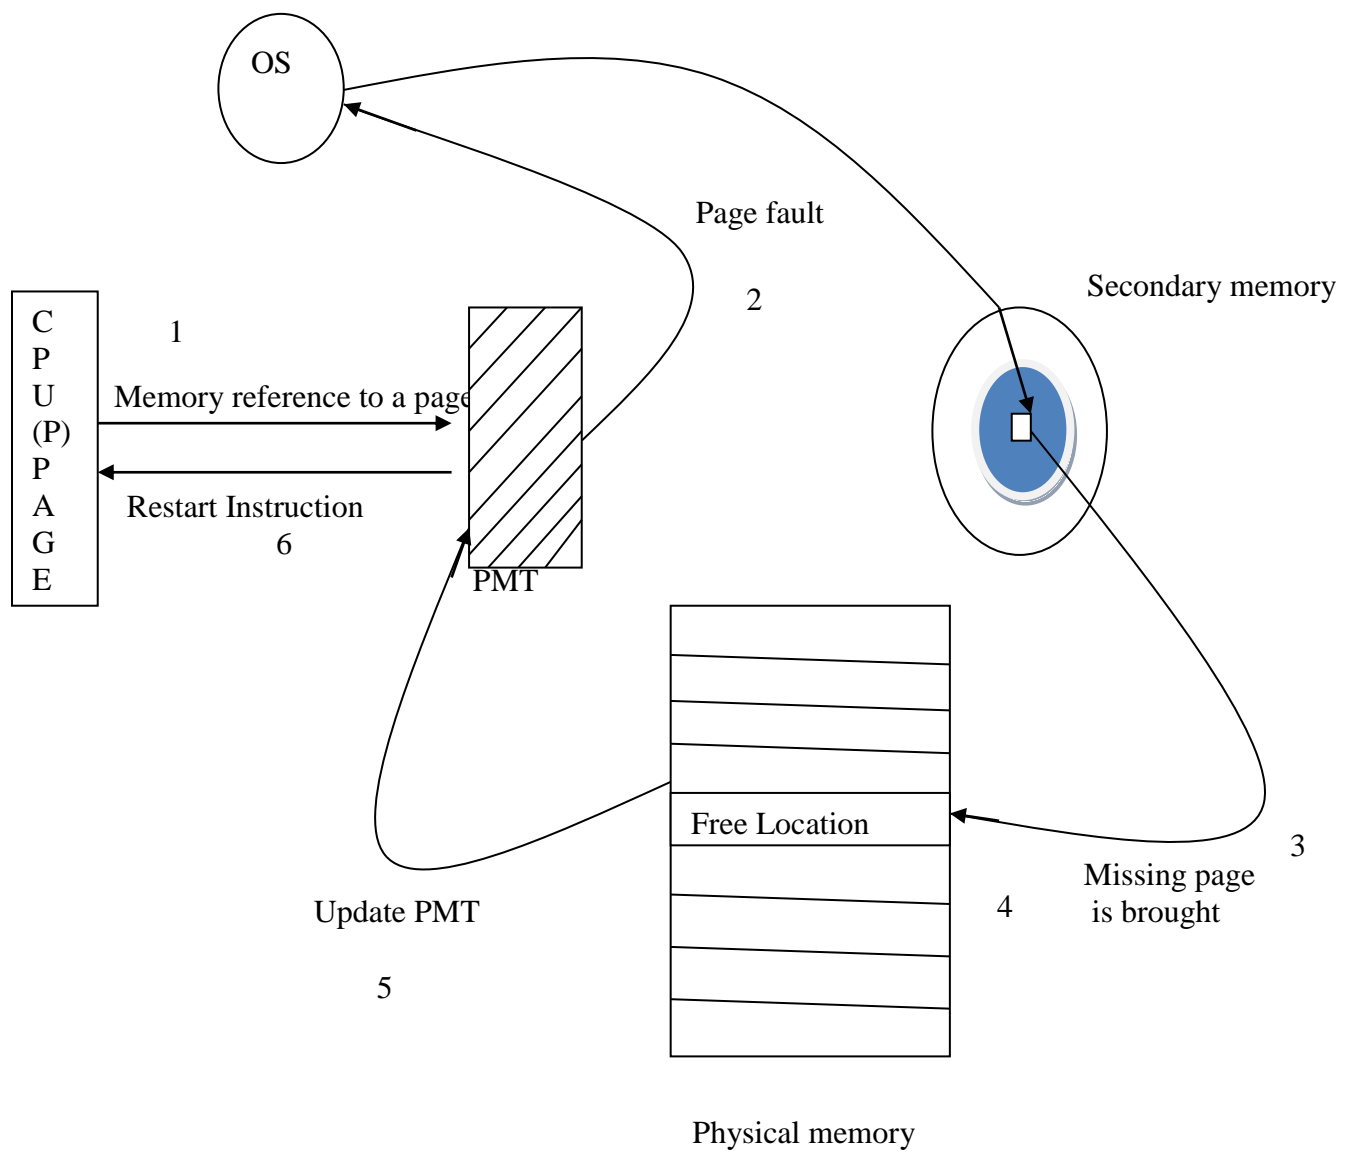 OS
Page fault
2
Secondary memory
C
P
U
(P)
P
A
G
E
1
Memory reference to a page
Restart Instruction
6
PMT
Free Location
3
Missing page
is brought
4
Update PMT
5
Physical memory